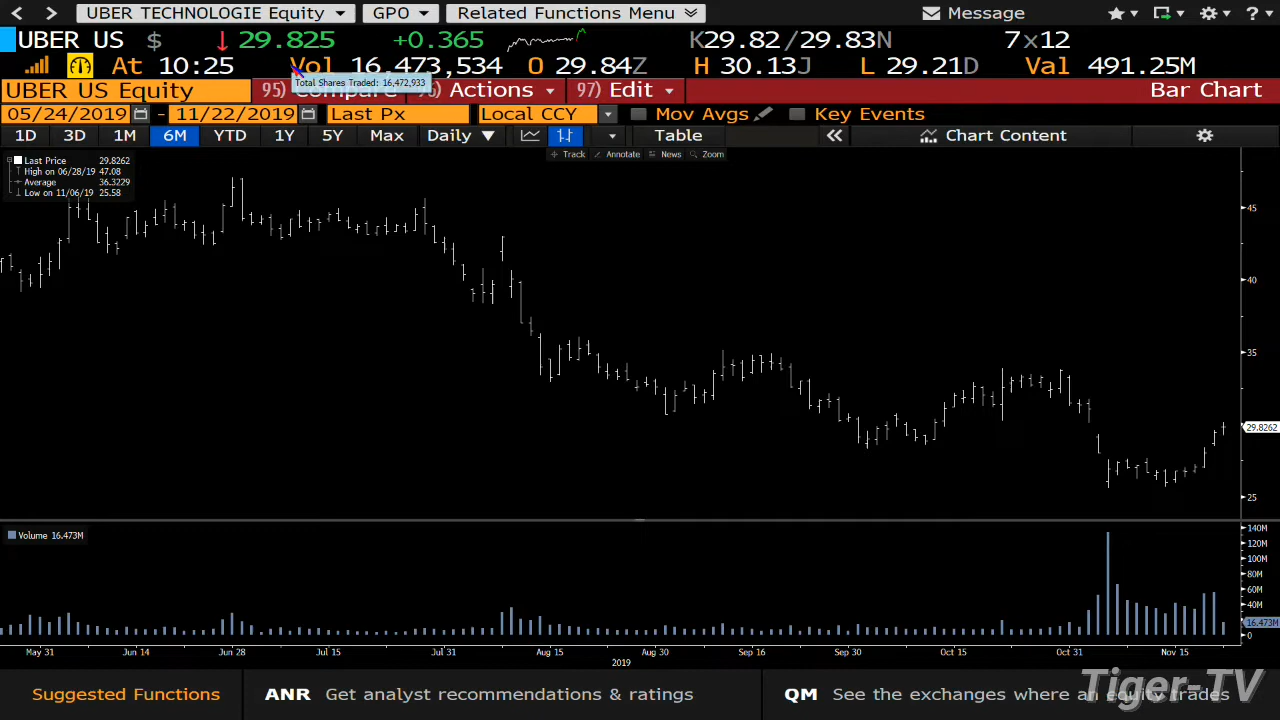 UBER TECHNOLOGIE Equity GPO Related Functions Menu Message ?
UBER US $ ↓ 29.825 +0.365 K29.82/29.83N 7x12
At 10:25 Vol 16,473,534 O 29.84Z H 30.13J L 29.21D Val 491.25M
Total Shares Traded: 16,472,933
UBER US Equity 95) Compare Actions 97) Edit Bar Chart
05/24/2019 - 11/22/2019 Last Px Local CCY Mov Avgs Key Events
1D 3D 1M 6M YTD 1Y 5Y Max Daily ▼ Table « Chart Content
Track Annotate News Zoom
Last Price 29.8262
High on 06/28/19 47.08
Average 36.3229
Low on 11/06/19 25.58
45
40
35
29.8262
25
Volume 16.473M
140M
120M
100M
80M
60M
40M
16.473M
0
May 31 Jun 14 Jun 28 Jul 15 Jul 31 Aug 15 Aug 30 Sep 16 Sep 30 Oct 15 Oct 31 Nov 15
2019
Suggested Functions ANR Get analyst recommendations & ratings QM See the exchanges where an equity trades
Tiger-TV